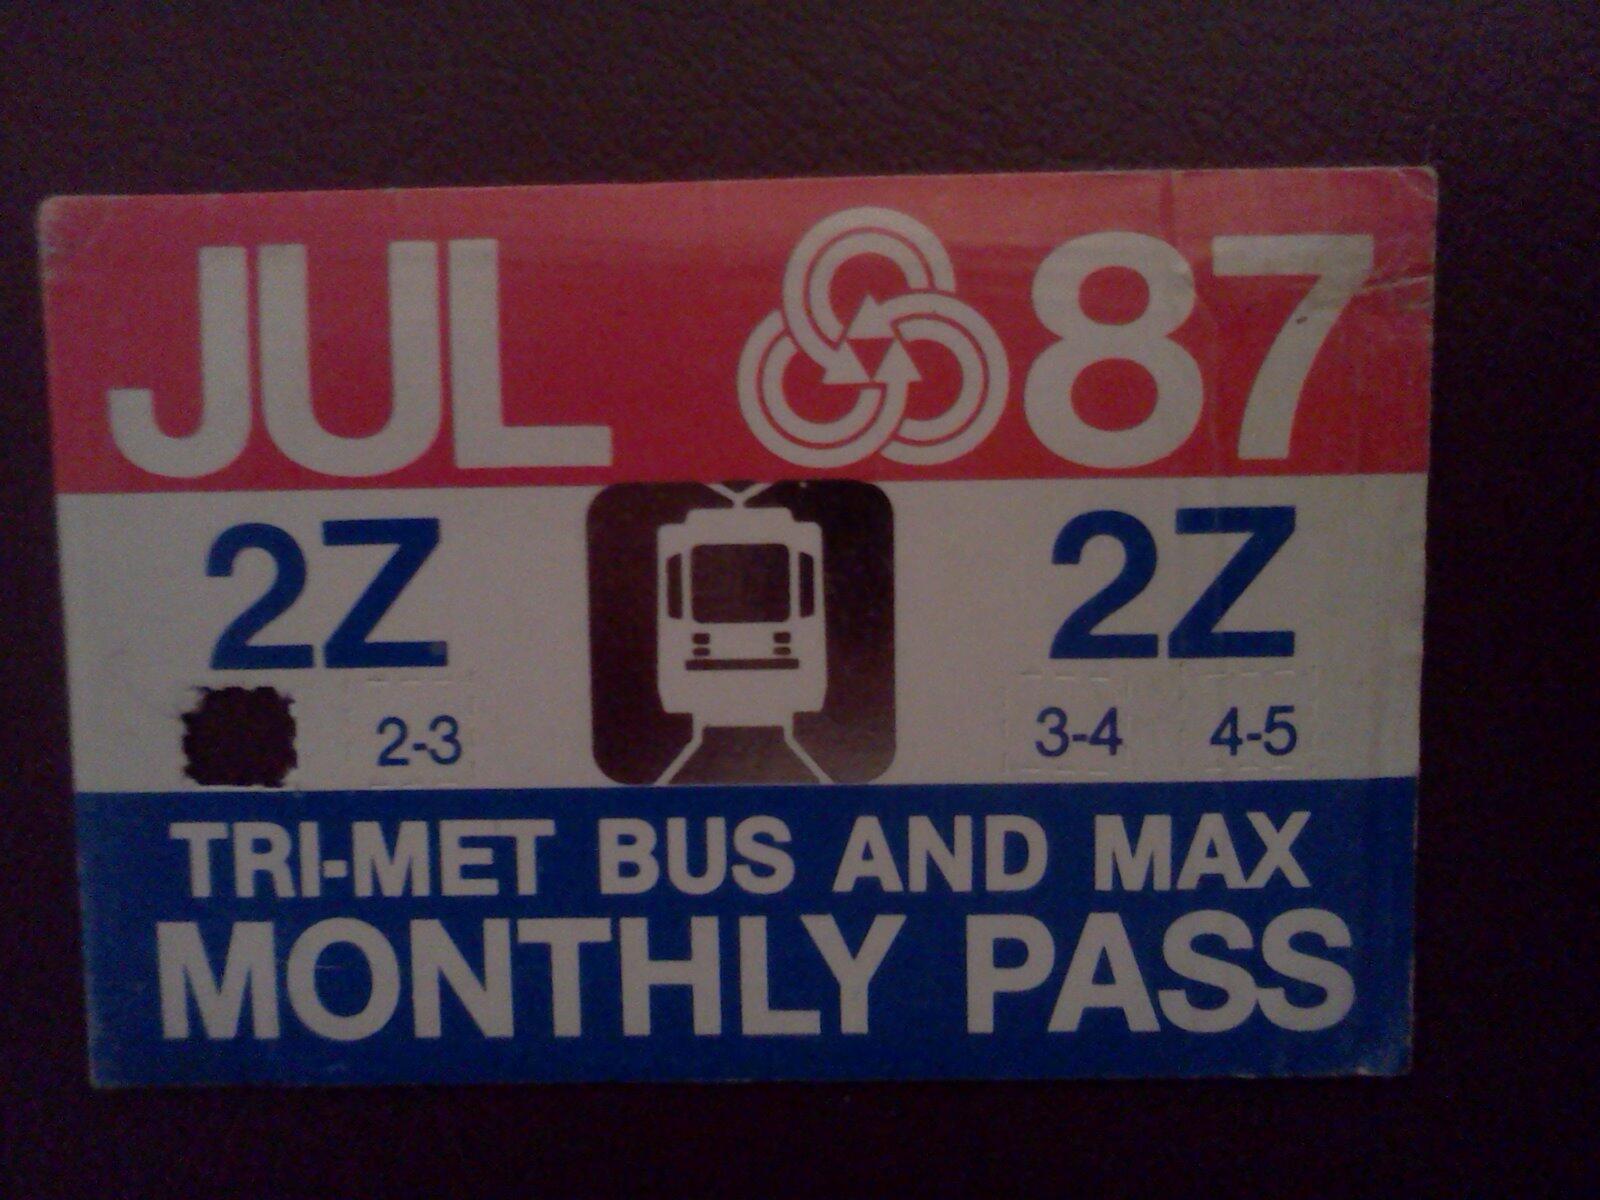 JUL 87
2Z 2Z
2-3 3-4 4-5
TRI-MET BUS AND MAX
MONTHLY PASS